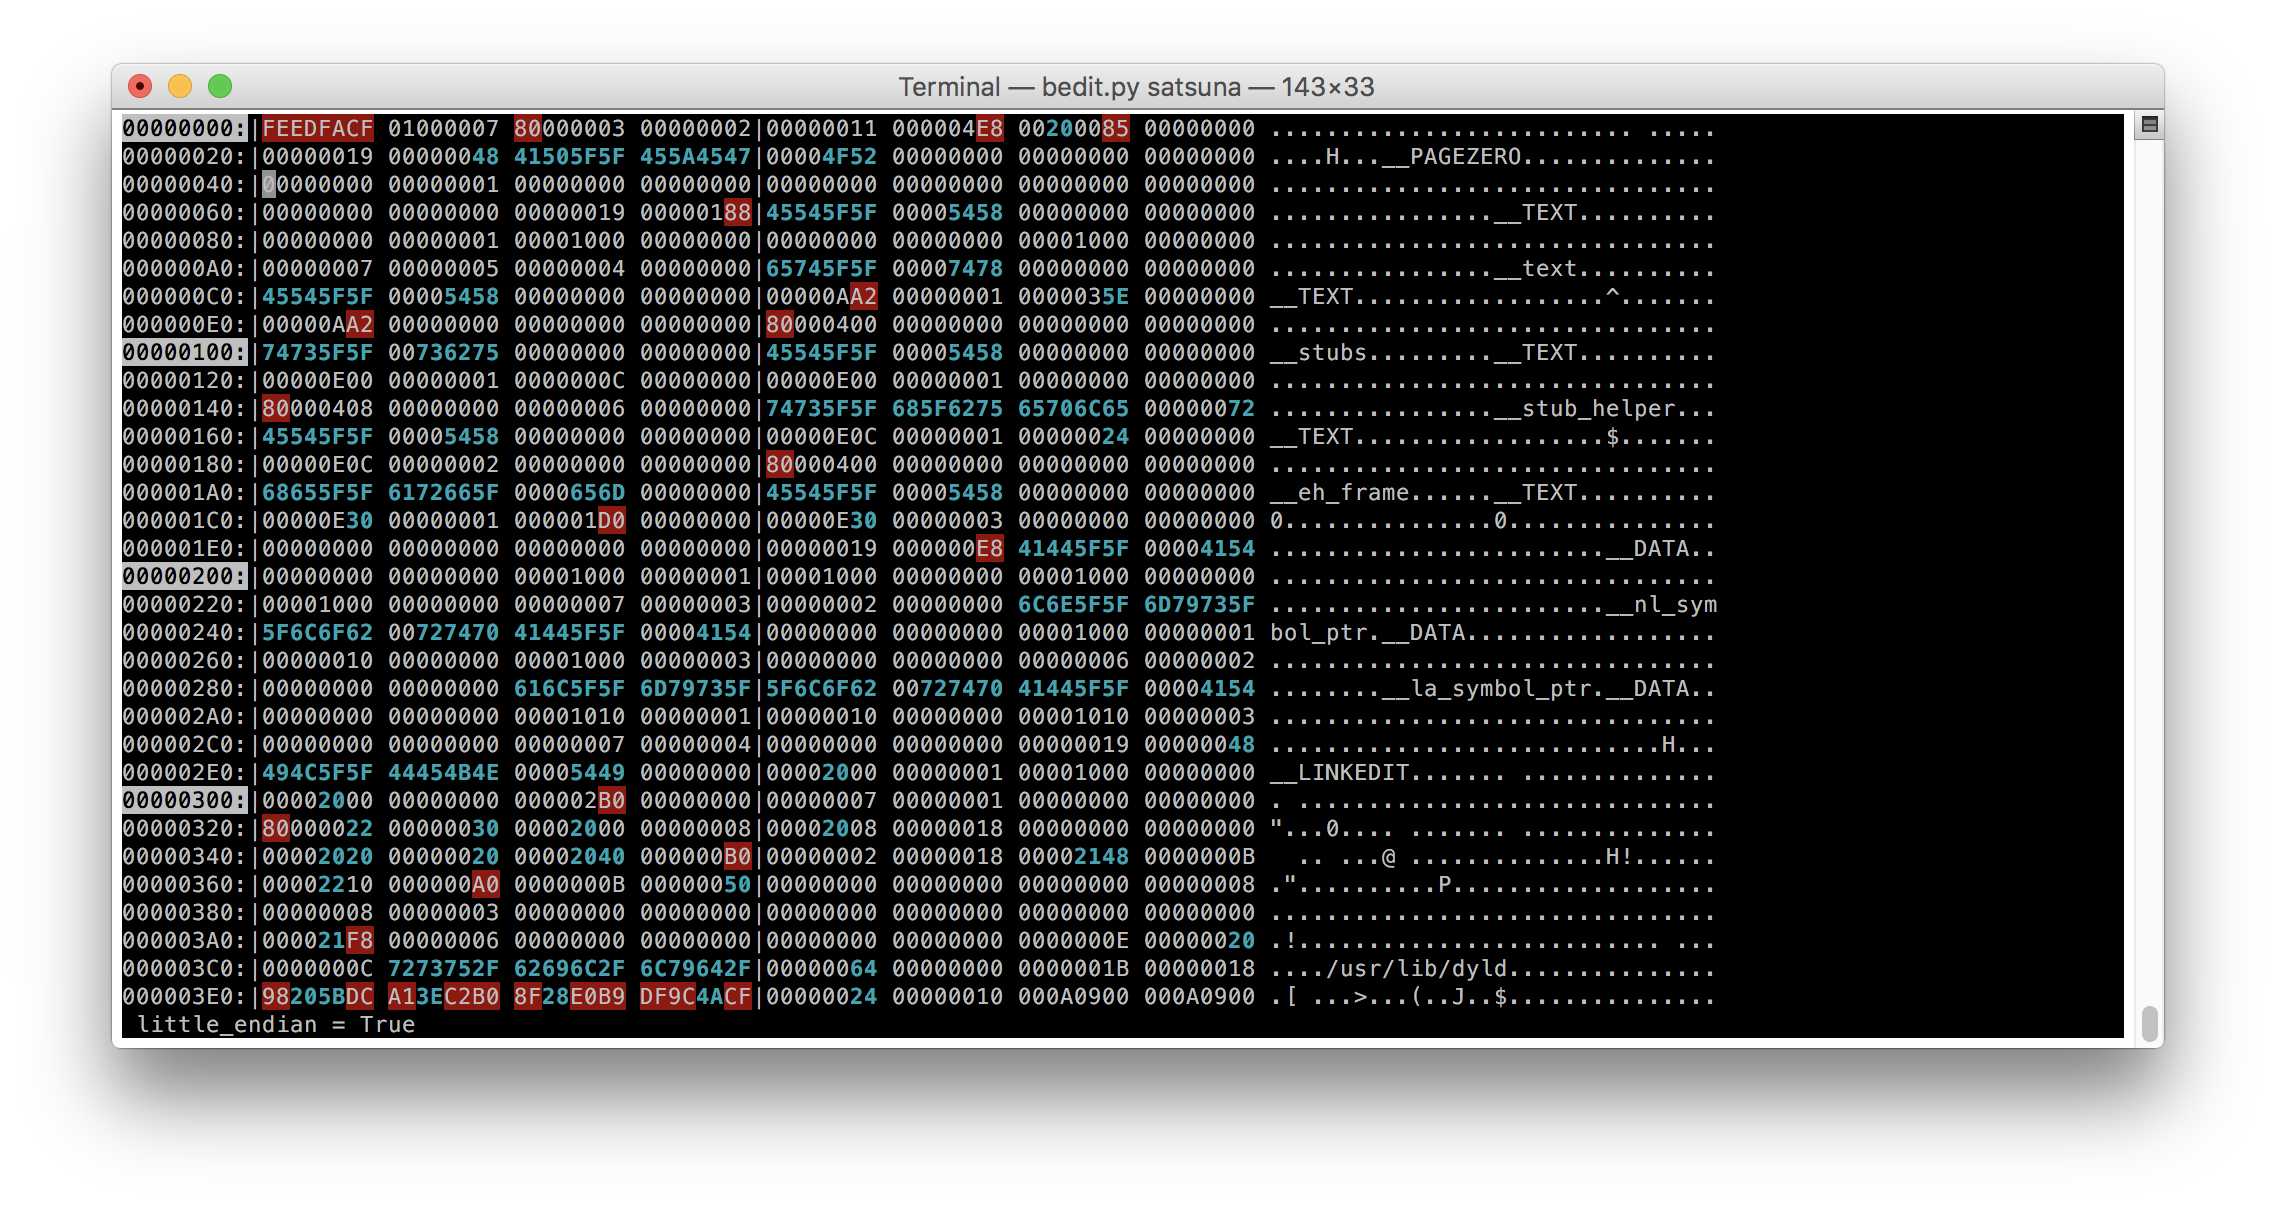 Terminal — bedit.py satsuna — 143×33
00000000:|FEEDFACF 01000007 80000003 00000002|00000011 000004E8 00200085 00000000 .......................... .....
00000020:|00000019 00000048 41505F5F 455A4547|00004F52 00000000 00000000 00000000 ....H...__PAGEZERO..............
00000040:|00000000 00000001 00000000 00000000|00000000 00000000 00000000 00000000 ................................
00000060:|00000000 00000000 00000019 00000188|45545F5F 00005458 00000000 00000000 ................__TEXT..........
00000080:|00000000 00000001 00001000 00000000|00000000 00000000 00001000 00000000 ................................
000000A0:|00000007 00000005 00000004 00000000|65745F5F 00007478 00000000 00000000 ................__text..........
000000C0:|45545F5F 00005458 00000000 00000000|00000AA2 00000001 0000035E 00000000 __TEXT..................^.......
000000E0:|00000AA2 00000000 00000000 00000000|80000400 00000000 00000000 00000000 ................................
00000100:|74735F5F 00736275 00000000 00000000|45545F5F 00005458 00000000 00000000 __stubs.........__TEXT..........
00000120:|00000E00 00000001 0000000C 00000000|00000E00 00000001 00000000 00000000 ................................
00000140:|80000408 00000000 00000006 00000000|74735F5F 685F6275 65706C65 00000072 ................__stub_helper...
00000160:|45545F5F 00005458 00000000 00000000|00000E0C 00000001 00000024 00000000 __TEXT..................$.......
00000180:|00000E0C 00000002 00000000 00000000|80000400 00000000 00000000 00000000 ................................
000001A0:|68655F5F 6172665F 0000656D 00000000|45545F5F 00005458 00000000 00000000 __eh_frame......__TEXT..........
000001C0:|00000E30 00000001 000001D0 00000000|00000E30 00000003 00000000 00000000 0...............0...............
000001E0:|00000000 00000000 00000000 00000000|00000019 000000E8 41445F5F 00004154 ........................__DATA..
00000200:|00000000 00000000 00001000 00000001|00001000 00000000 00001000 00000000 ................................
00000220:|00001000 00000000 00000007 00000003|00000002 00000000 6C6E5F5F 6D79735F ........................__nl_sym
00000240:|5F6C6F62 00727470 41445F5F 00004154|00000000 00000000 00001000 00000001 bol_ptr.__DATA..................
00000260:|00000010 00000000 00001000 00000003|00000000 00000000 00000006 00000002 ................................
00000280:|00000000 00000000 616C5F5F 6D79735F|5F6C6F62 00727470 41445F5F 00004154 ........__la_symbol_ptr.__DATA..
000002A0:|00000000 00000000 00001010 00000001|00000010 00000000 00001010 00000003 ................................
000002C0:|00000000 00000000 00000007 00000004|00000000 00000000 00000019 00000048 ............................H...
000002E0:|494C5F5F 44454B4E 00005449 00000000|00002000 00000001 00001000 00000000 __LINKEDIT....... ..............
00000300:|00002000 00000000 000002B0 00000000|00000007 00000001 00000000 00000000 . ..............................
00000320:|80000022 00000030 00002000 00000008|00002008 00000018 00000000 00000000 "...0.... ....... ..............
00000340:|00002020 00000020 00002040 000000B0|00000002 00000018 00002148 0000000B   .. ...@ ..............H!......
00000360:|00002210 000000A0 0000000B 00000050|00000000 00000000 00000000 00000008 ."..........P...................
00000380:|00000008 00000003 00000000 00000000|00000000 00000000 00000000 00000000 ................................
000003A0:|000021F8 00000006 00000000 00000000|00000000 00000000 0000000E 00000020 .!.......................... ...
000003C0:|0000000C 7273752F 62696C2F 6C79642F|00000064 00000000 0000001B 00000018 ..../usr/lib/dyld...............
000003E0:|98205BDC A13EC2B0 8F28E0B9 DF9C4ACF|00000024 00000010 000A0900 000A0900 .[ ...>...(..J..$...............
little_endian = True